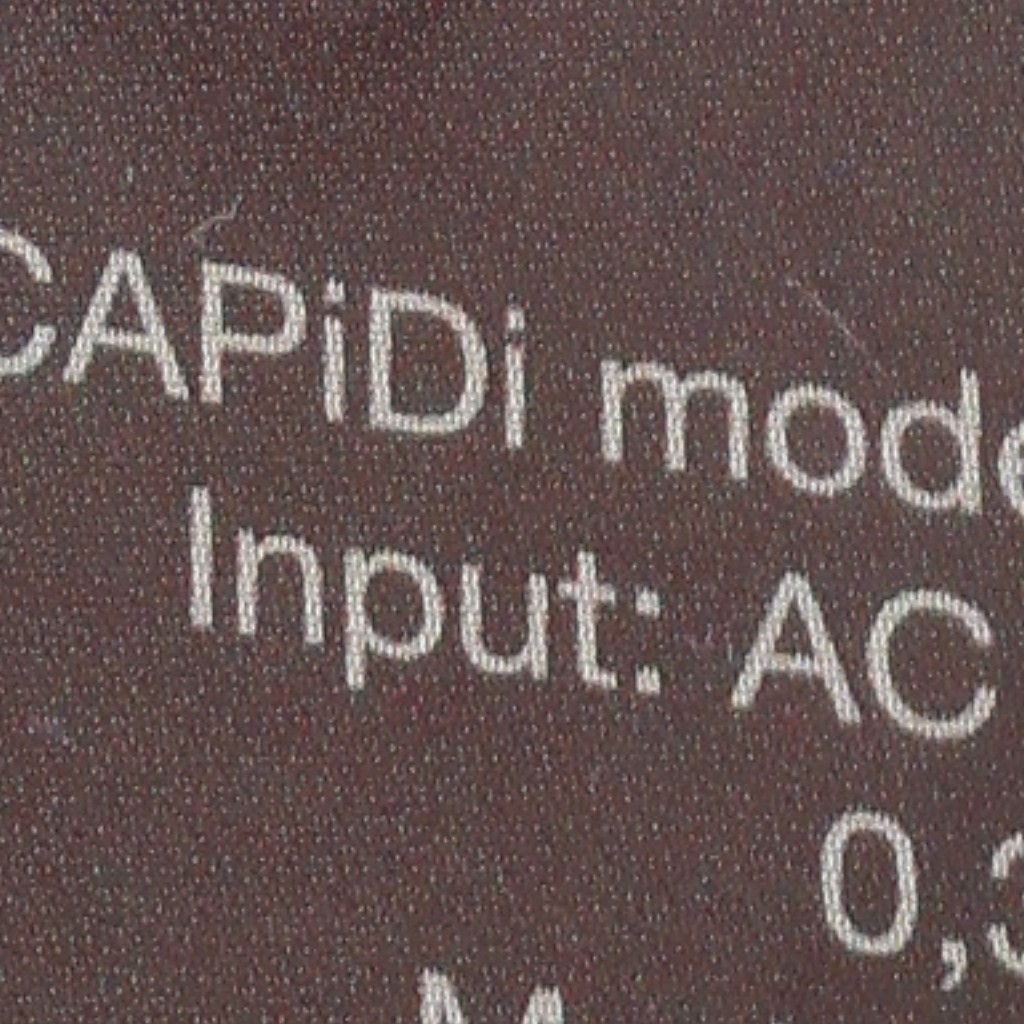 CAPiDi mode
Input: AC
0,3
M